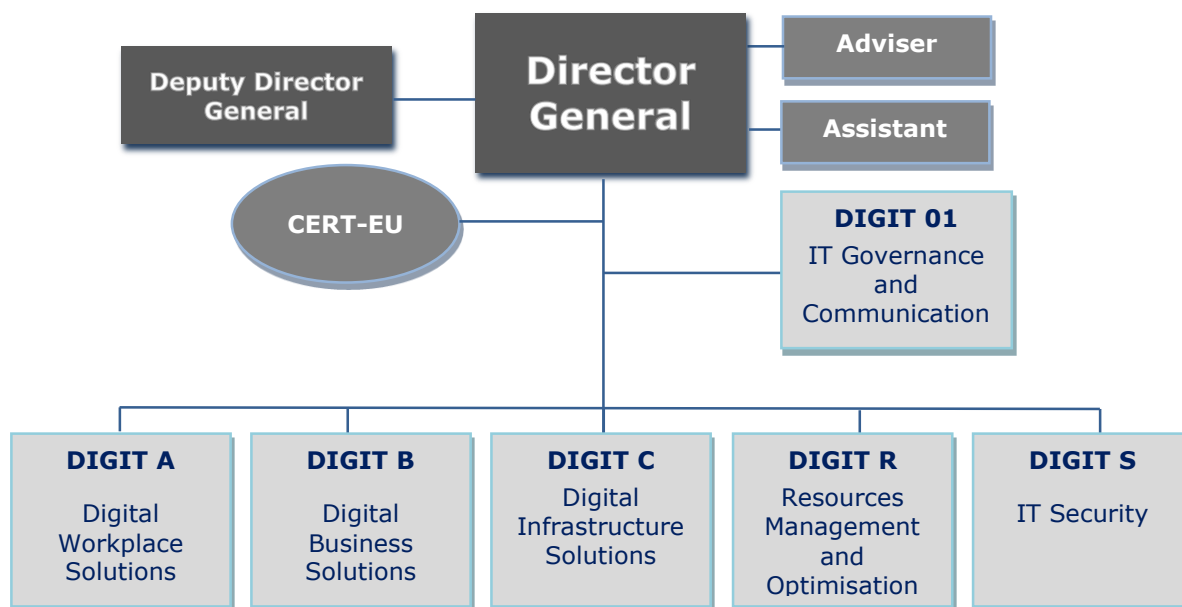 Deputy Director
General
Director
General
Adviser
Assistant
CERT-EU
DIGIT 01
IT Governance
and
Communication
DIGIT A
Digital
Workplace
Solutions
DIGIT B
Digital
Business
Solutions
DIGIT C
Digital
Infrastructure
Solutions
DIGIT R
Resources
Management
and
Optimisation
DIGIT S
IT Security